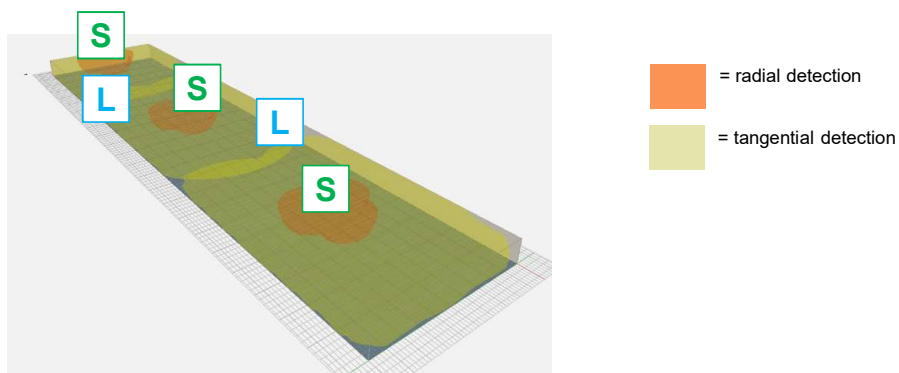 S
L
S
L
S
= radial detection
= tangential detection